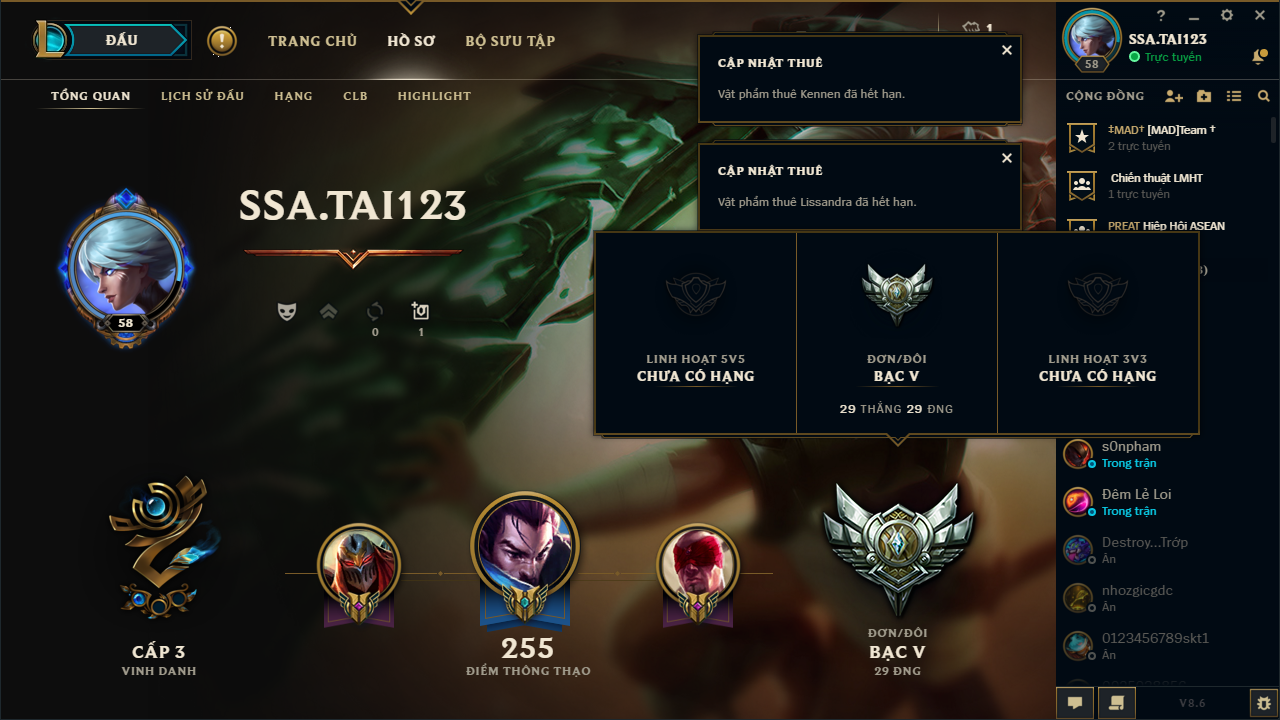 ĐẤU
TRANG CHỦ
HỒ SƠ
BỘ SƯU TẬP
1
TỔNG QUAN
LỊCH SỬ ĐẤU
HẠNG
CLB
HIGHLIGHT
CẬP NHẬT THUÊ
Vật phẩm thuê Kennen đã hết hạn.
CẬP NHẬT THUÊ
Vật phẩm thuê Lissandra đã hết hạn.
SSA.TAI123
58
0
1
LINH HOẠT 5V5
CHƯA CÓ HẠNG
ĐƠN/ĐÔI
BẠC V
29 THẮNG 29 ĐNG
LINH HOẠT 3V3
CHƯA CÓ HẠNG
CẤP 3
VINH DANH
255
ĐIỂM THÔNG THẠO
ĐƠN/ĐÔI
BẠC V
29 ĐNG
?
SSA.TAI123
Trực tuyến
58
CỘNG ĐỒNG
‡MAD† [MAD]Team †
2 trực tuyến
Chiến thuật LMHT
1 trực tuyến
PREAT Hiệp Hội ASEAN
s0npham
Trong trận
Đêm Lẻ Loi
Trong trận
Destroy...Trớp
Ẩn
nhozgicgdc
Ẩn
0123456789skt1
Ẩn
V8.6